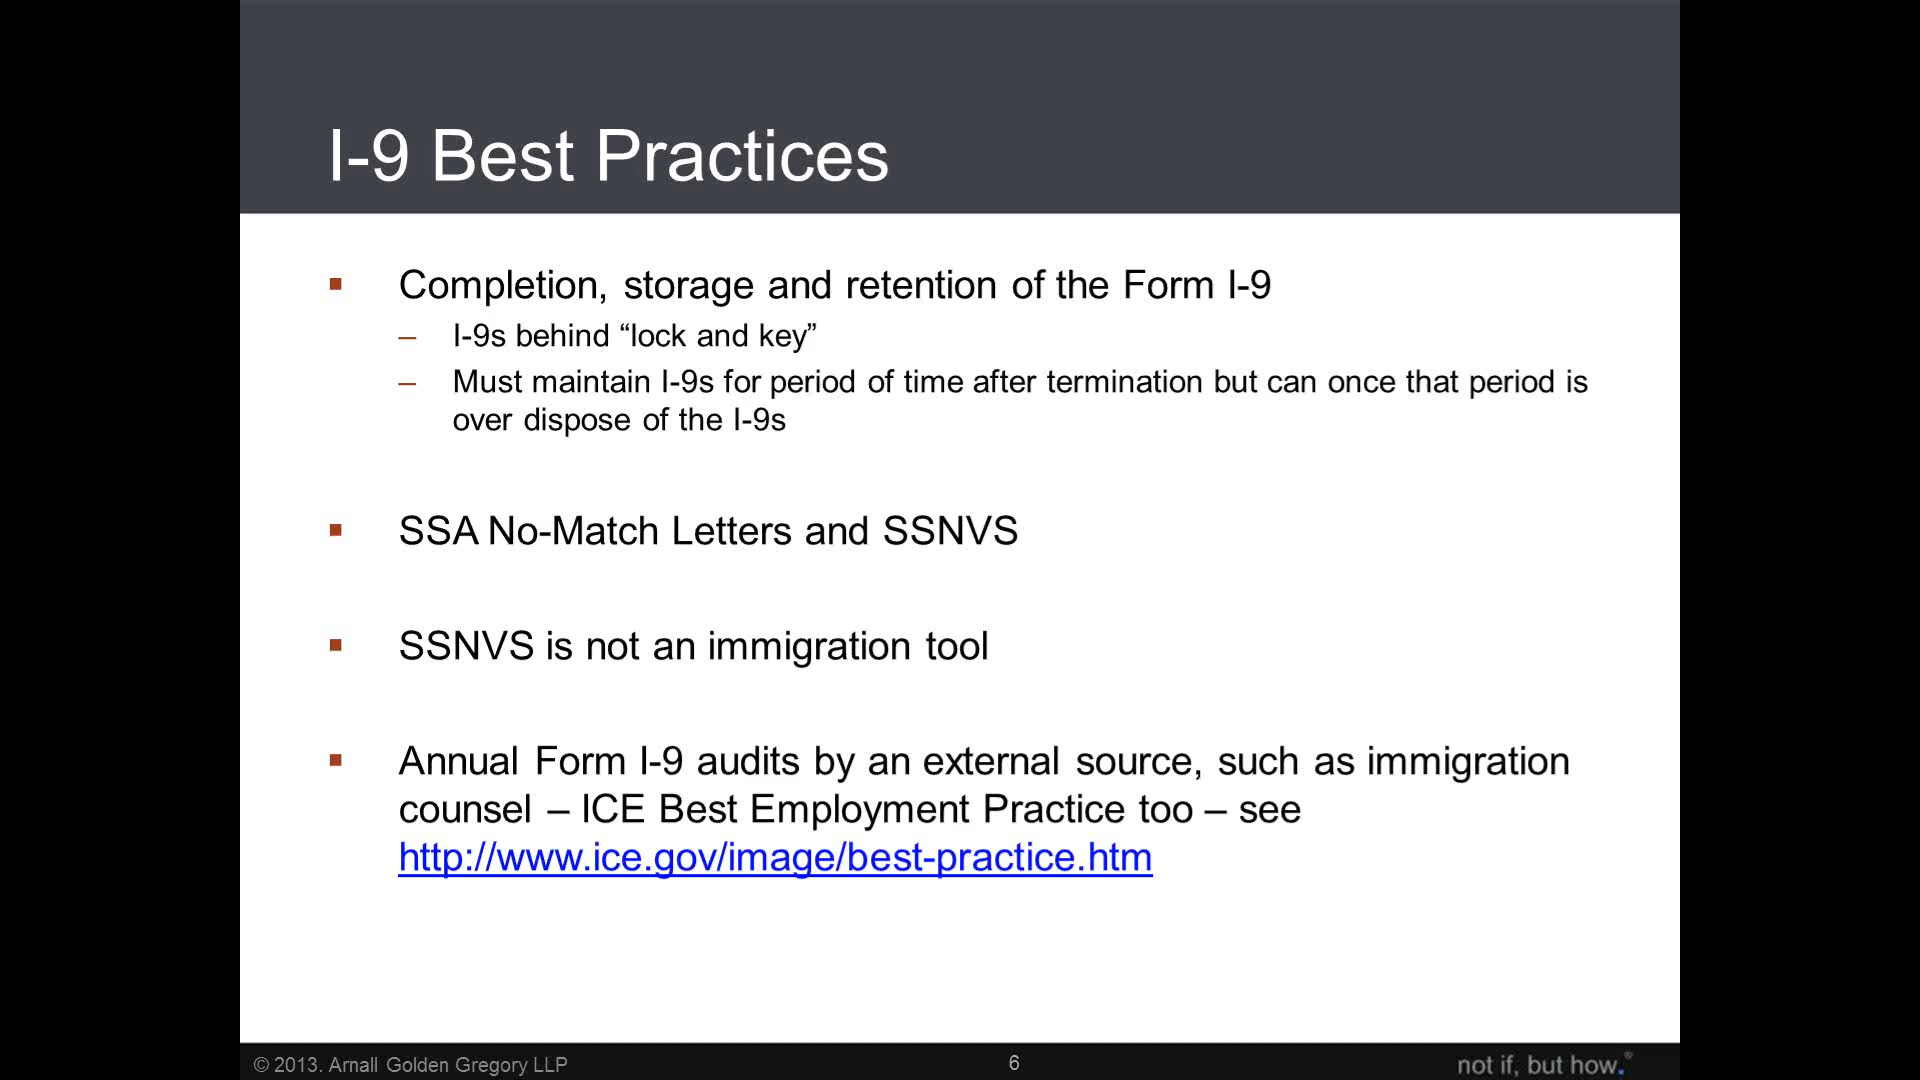 I-9 Best Practices
▪ Completion, storage and retention of the Form I-9
– I-9s behind “lock and key”
– Must maintain I-9s for period of time after termination but can once that period is
over dispose of the I-9s
▪ SSA No-Match Letters and SSNVS
▪ SSNVS is not an immigration tool
▪ Annual Form I-9 audits by an external source, such as immigration
counsel – ICE Best Employment Practice too – see
http://www.ice.gov/image/best-practice.htm
© 2013. Arnall Golden Gregory LLP
6
not if, but how.®